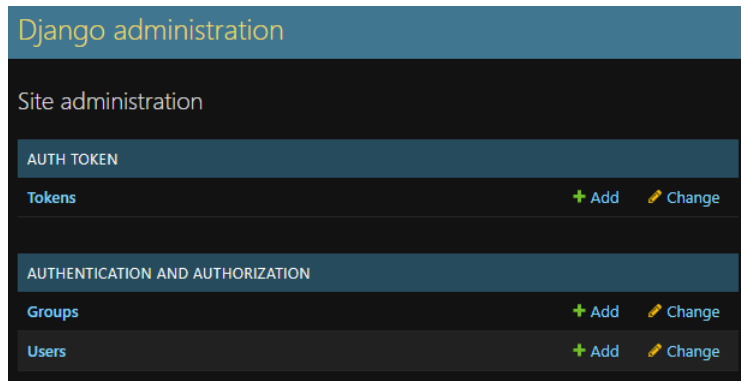 Django administration
Site administration
AUTH TOKEN
Tokens Add Change
AUTHENTICATION AND AUTHORIZATION
Groups Add Change
Users Add Change